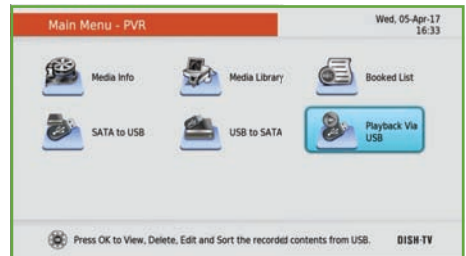 Main Menu - PVR
Wed, 05-Apr-17
16:33
Media Info
Media Library
Booked List
SATA to USB
USB to SATA
Playback Via
USB
Press OK to View, Delete, Edit and Sort the recorded contents from USB.
DISH-TV